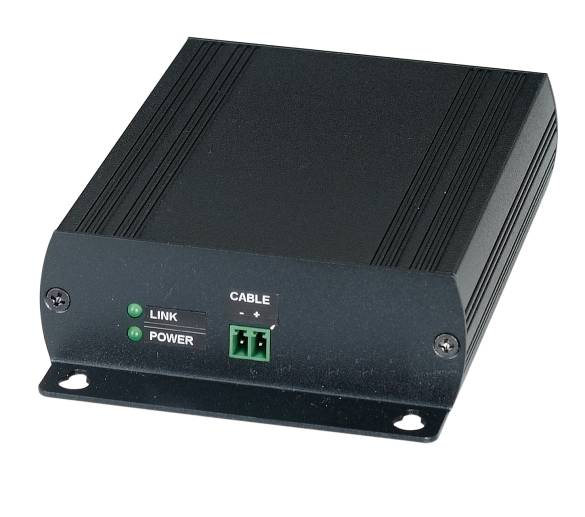 LINK
POWER
CABLE
- +